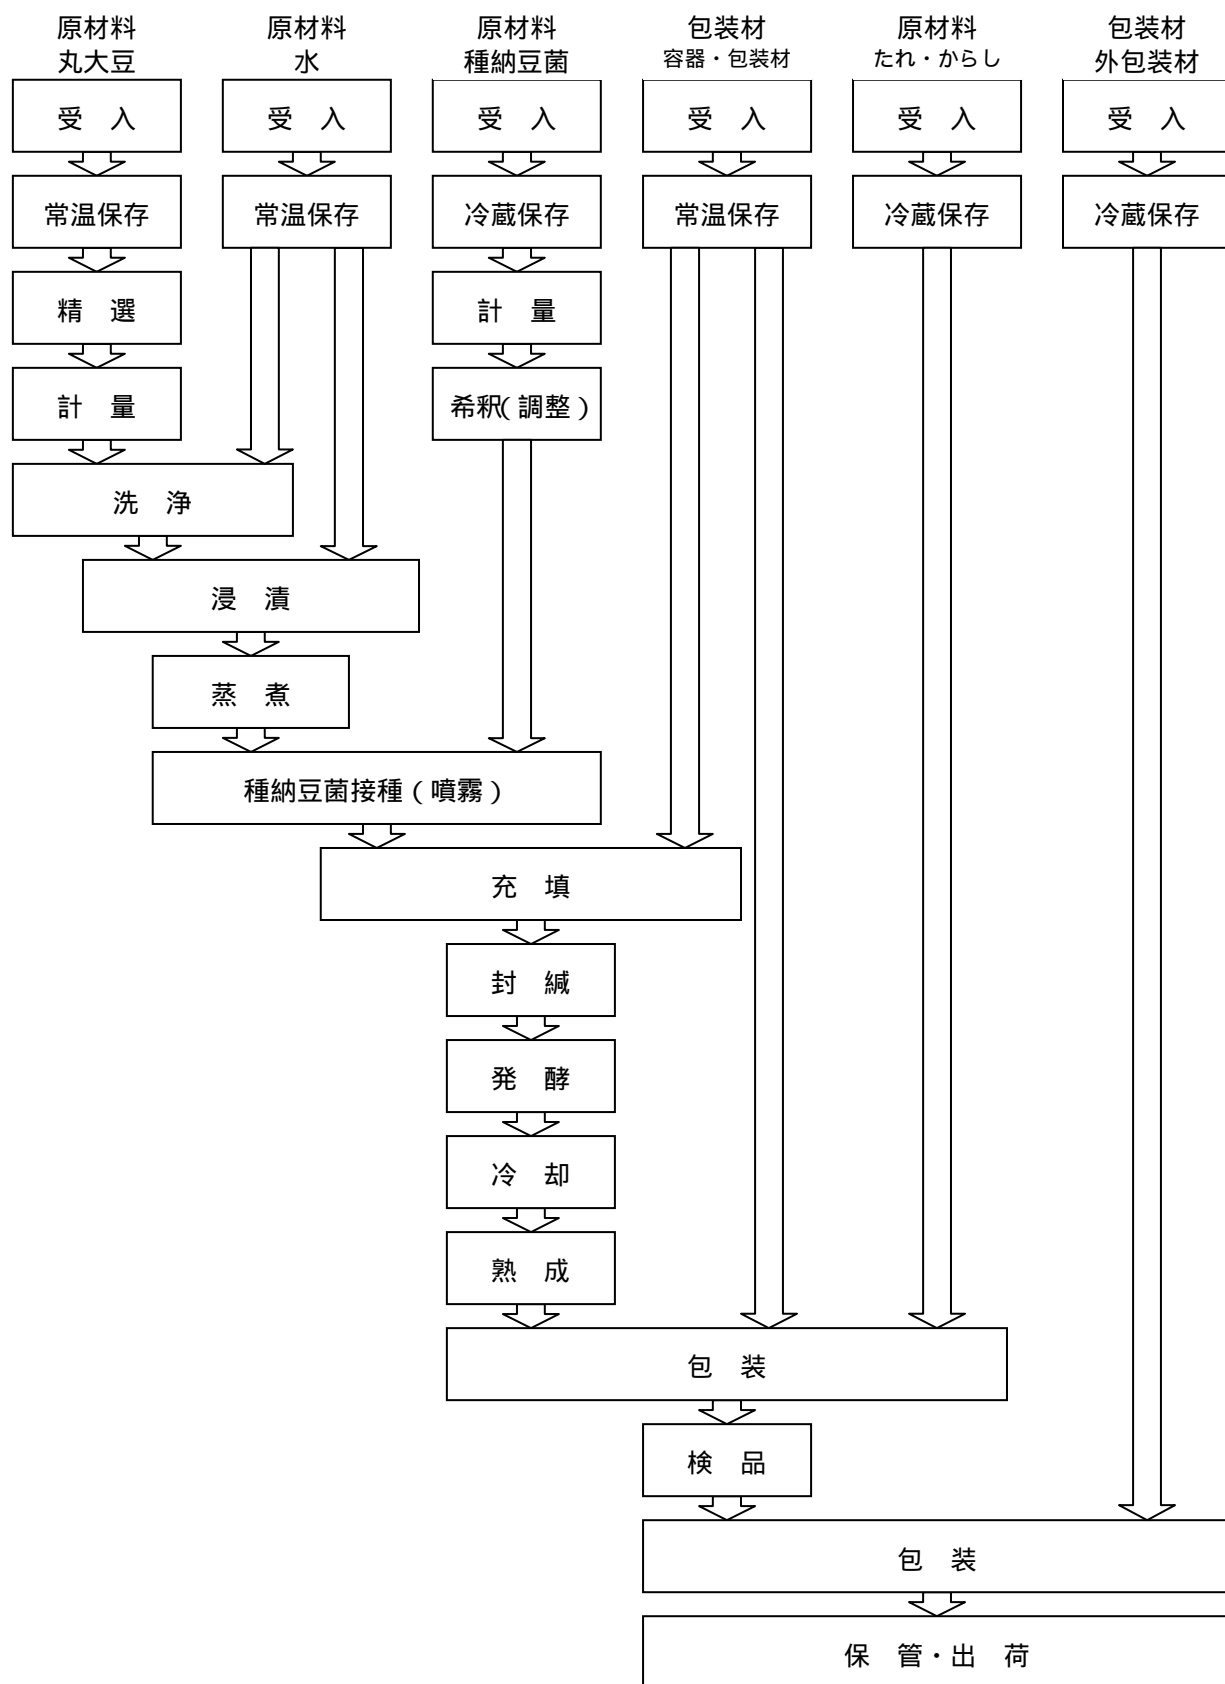 原材料
丸大豆
原材料
水
原材料
種納豆菌
包装材
容器・包装材
原材料
たれ・からし
包装材
外包装材
受　入
受　入
受　入
受　入
受　入
受　入
常温保存
常温保存
冷蔵保存
常温保存
冷蔵保存
冷蔵保存
精　選
計　量
計　量
希釈(調整)
洗　浄
浸　漬
蒸　煮
種納豆菌接種(噴霧)
充　填
封　緘
発　酵
冷　却
熟　成
包　装
検　品
包　装
保　管・出　荷